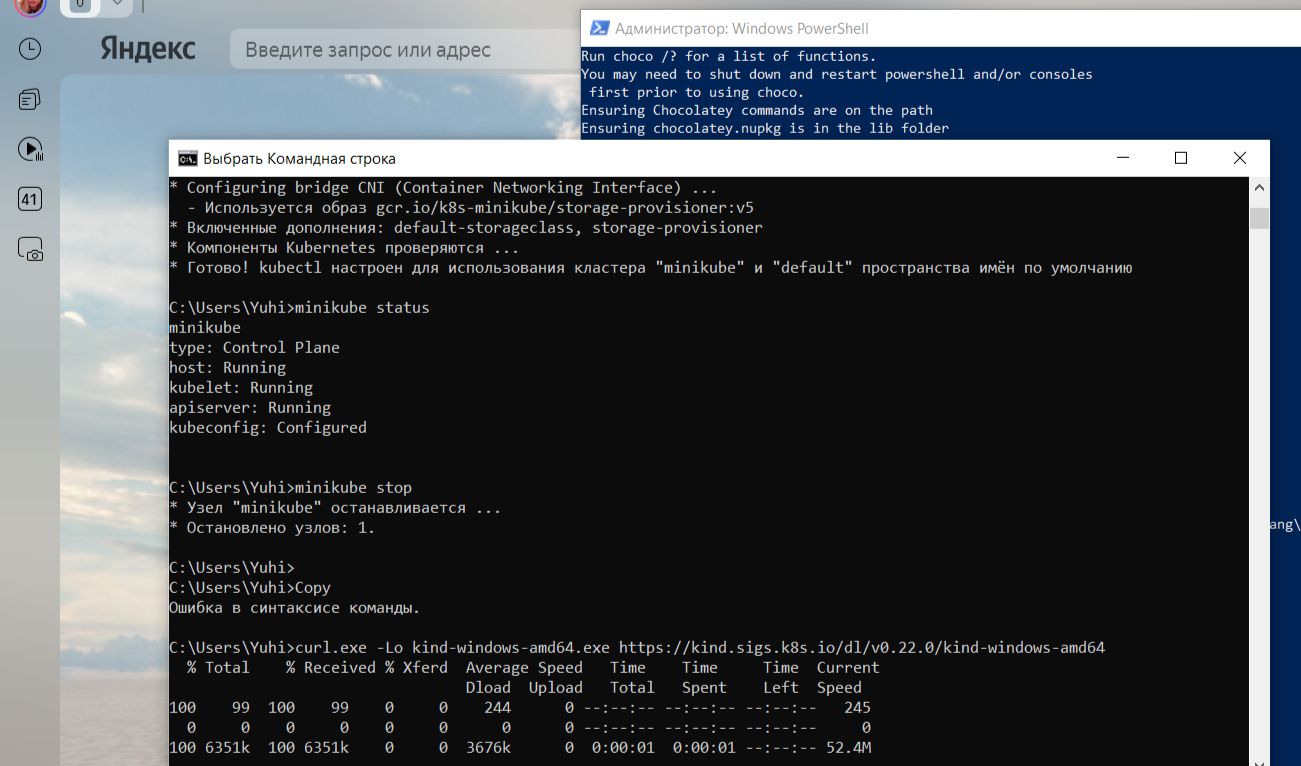 0
Яндекс
Введите запрос или адрес
41
Администратор: Windows PowerShell
Run choco /? for a list of functions.
You may need to shut down and restart powershell and/or consoles
 first prior to using choco.
Ensuring Chocolatey commands are on the path
Ensuring chocolatey.nupkg is in the lib folder
ang\
Выбрать Командная строка
* Configuring bridge CNI (Container Networking Interface) ...
  - Используется образ gcr.io/k8s-minikube/storage-provisioner:v5
* Включенные дополнения: default-storageclass, storage-provisioner
* Компоненты Kubernetes проверяются ...
* Готово! kubectl настроен для использования кластера "minikube" и "default" пространства имён по умолчанию
C:\Users\Yuhi>minikube status
minikube
type: Control Plane
host: Running
kubelet: Running
apiserver: Running
kubeconfig: Configured
C:\Users\Yuhi>minikube stop
* Узел "minikube" останавливается ...
* Остановлено узлов: 1.
C:\Users\Yuhi>
C:\Users\Yuhi>Copy
Ошибка в синтаксисе команды.
C:\Users\Yuhi>curl.exe -Lo kind-windows-amd64.exe https://kind.sigs.k8s.io/dl/v0.22.0/kind-windows-amd64
  % Total    % Received % Xferd  Average Speed   Time    Time     Time  Current
                                 Dload  Upload   Total   Spent    Left  Speed
100    99  100    99    0     0    244      0 --:--:-- --:--:-- --:--:--   245
  0     0    0     0    0     0      0      0 --:--:-- --:--:-- --:--:--     0
100 6351k  100 6351k    0     0  3676k      0  0:00:01  0:00:01 --:--:-- 52.4M